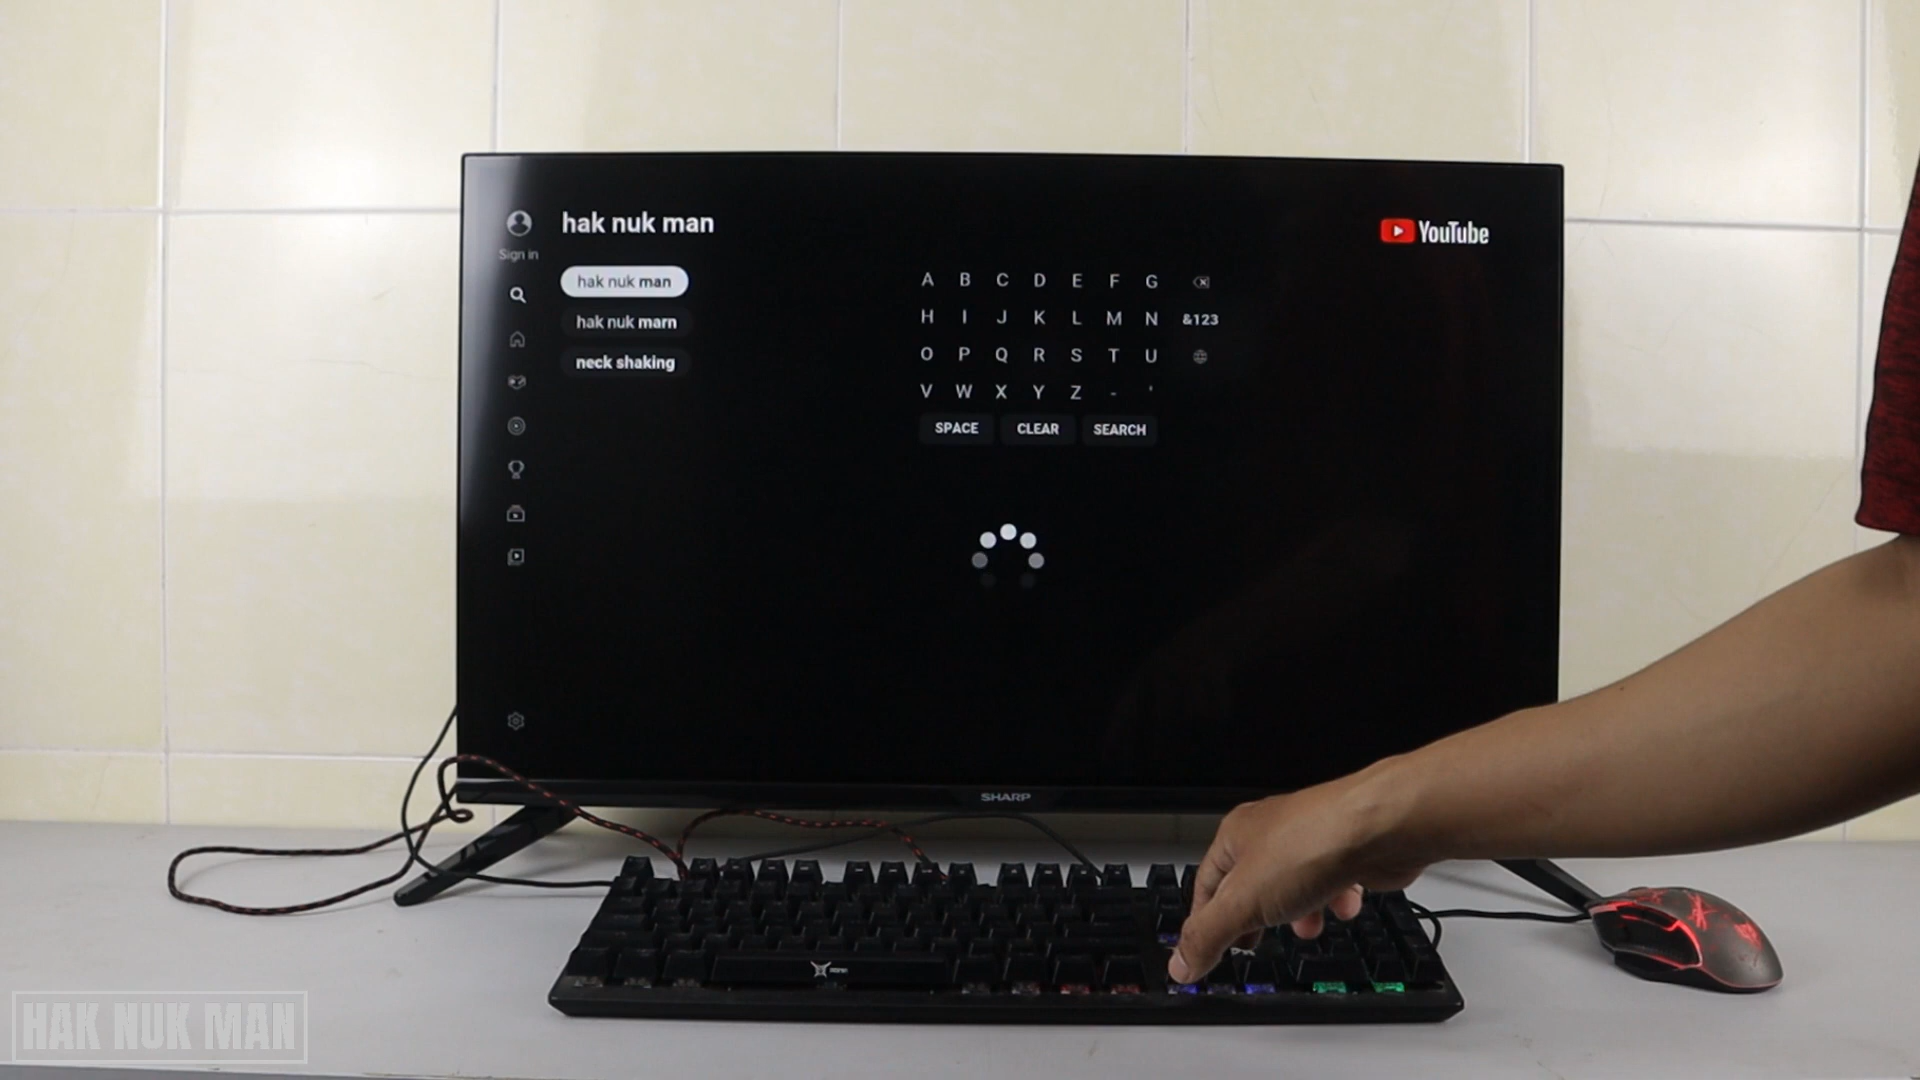 hak nuk man
YouTube
Sign in
hak nuk man
hak nuk marn
neck shaking
A B C D E F G
H I J K L M N &123
O P Q R S T U
V W X Y Z - '
SPACE CLEAR SEARCH
SHARP
HAK NUK MAN